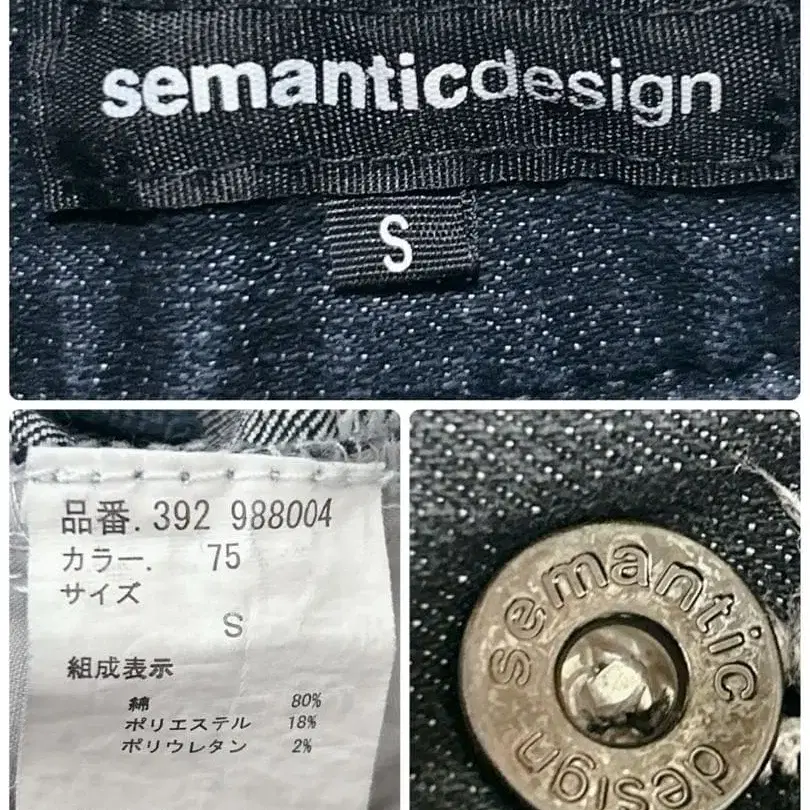 semanticdesign
S
品番. 392 988004
カラー. 75
サイズ
S
組成表示
綿 80%
ポリエステル 18%
ポリウレタン 2%
semantic
design